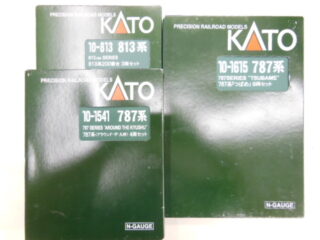 PRECISION RAILROAD MODELS
KATO
10-813 813系
813系200番台 3両セット
PRECISION RAILROAD MODELS
KATO
10-1541 787系
787 SERIES "AROUND THE KYUSHU"
787系〈アラウンド・ザ・九州〉 4両セット
N-GAUGE
PRECISION RAILROAD MODELS
KATO
10-1615 787系
787SERIES "TSUBAME"
787系「つばめ」 9両セット
N-GAUGE